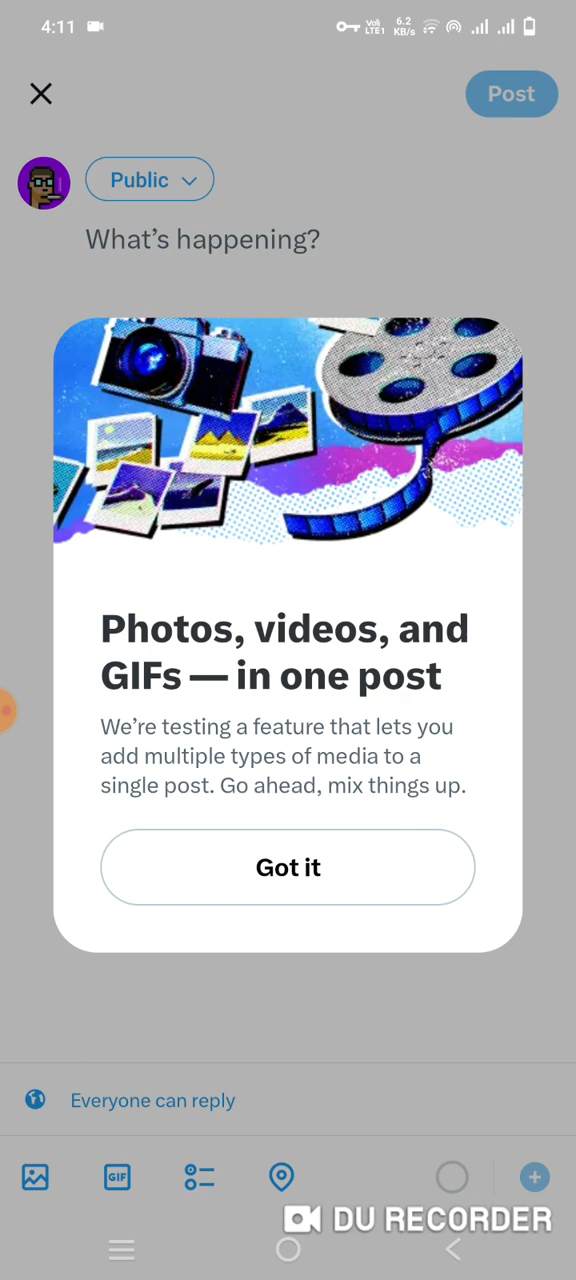 4:11
Vo)
LTE1
6.2
KB/s
Post
Public
What’s happening?
Photos, videos, and
GIFs — in one post
We’re testing a feature that lets you
add multiple types of media to a
single post. Go ahead, mix things up.
Got it
Everyone can reply
GIF
DU RECORDER